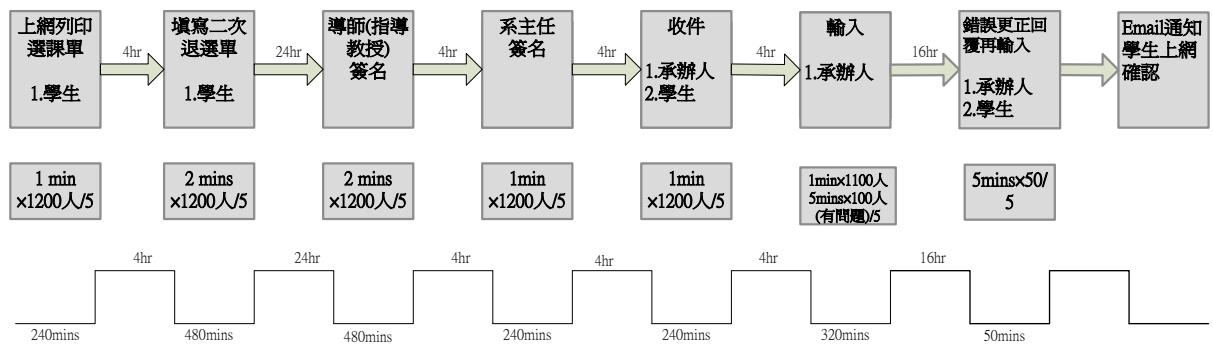 上網列印
選課單
1.學生
4hr
填寫二次
退選單
1.學生
24hr
導師(指導
教授)
簽名
4hr
系主任
簽名
4hr
收件
1.承辦人
2.學生
4hr
輸入
1.承辦人
16hr
錯誤更正回
覆再輸入
1.承辦人
2.學生
Email通知
學生上網
確認
1 min
×1200人/5
2 mins
×1200人/5
2 mins
×1200人/5
1min
×1200人/5
1min
×1200人/5
1min×1100人
5mins×100人
(有問題)/5
5mins×50/
5
4hr
24hr
4hr
4hr
4hr
16hr
240mins
480mins
480mins
240mins
240mins
320mins
50mins